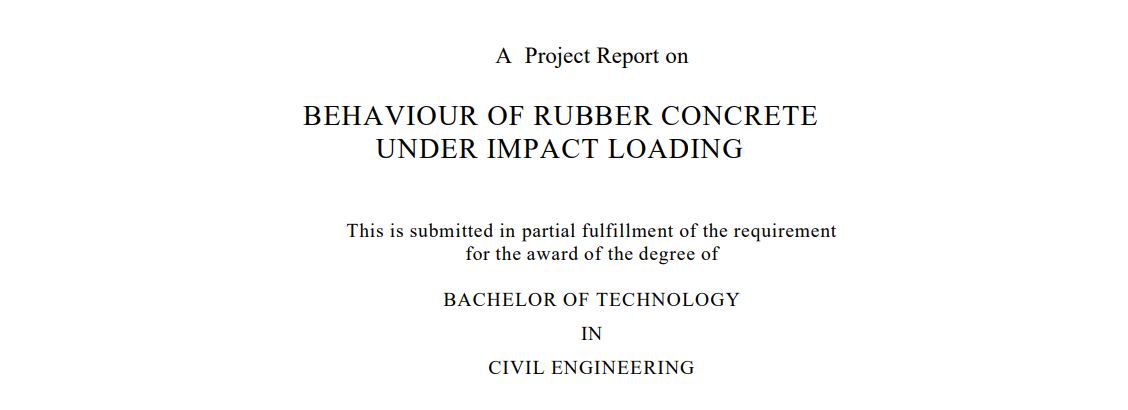 A Project Report on
BEHAVIOUR OF RUBBER CONCRETE
UNDER IMPACT LOADING
This is submitted in partial fulfillment of the requirement
for the award of the degree of
BACHELOR OF TECHNOLOGY
IN
CIVIL ENGINEERING